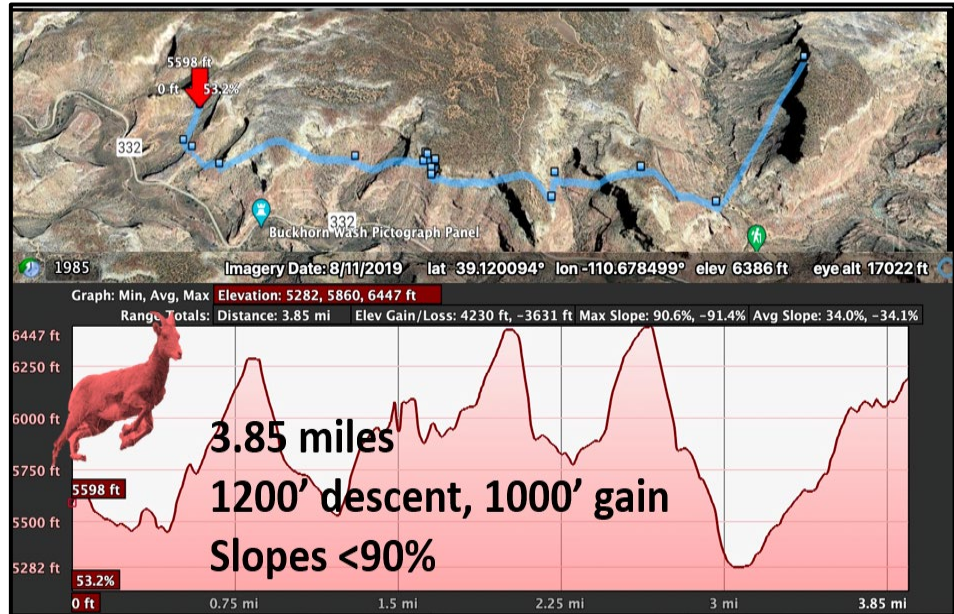 5598 ft
0 ft 53.2%
332
332
Buckhorn Wash Pictograph Panel
1985 Imagery Date: 8/11/2019 lat 39.120094° lon -110.678499° elev 6386 ft eye alt 17022 ft
Graph: Min, Avg, Max Elevation: 5282, 5860, 6447 ft
Range Totals: Distance: 3.85 mi Elev Gain/Loss: 4230 ft, -3631 ft Max Slope: 90.6%, -91.4% Avg Slope: 34.0%, -34.1%
6447 ft
6250 ft
6000 ft
3.85 miles
5750 ft
5598 ft
1200’ descent, 1000’ gain
5500 ft
Slopes <90%
5282 ft
53.2%
0 ft 0.75 mi 1.5 mi 2.25 mi 3 mi 3.85 mi